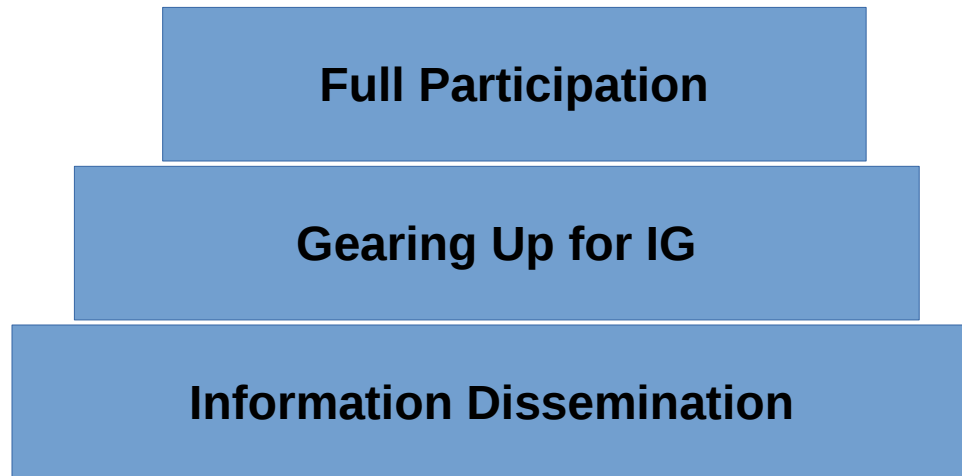 Full Participation
Gearing Up for IG
Information Dissemination